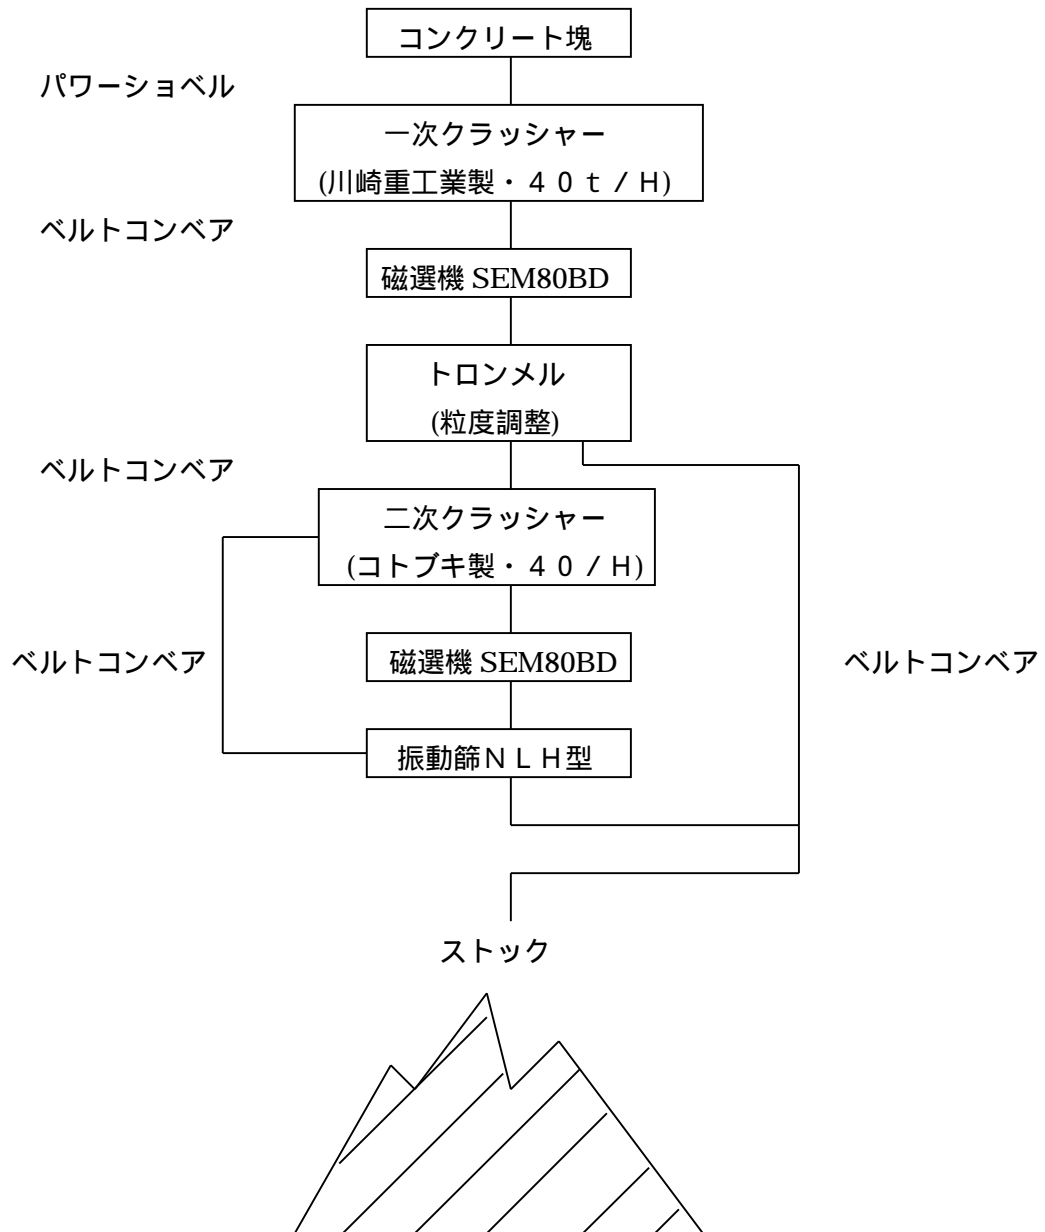 コンクリート塊
パワーショベル
一次クラッシャー
(川崎重工業製・４０ｔ／Ｈ)
ベルトコンベア
磁選機 SEM80BD
トロンメル
(粒度調整)
ベルトコンベア
二次クラッシャー
(コトブキ製・４０／Ｈ)
ベルトコンベア
磁選機 SEM80BD
ベルトコンベア
振動篩ＮＬＨ型
ストック